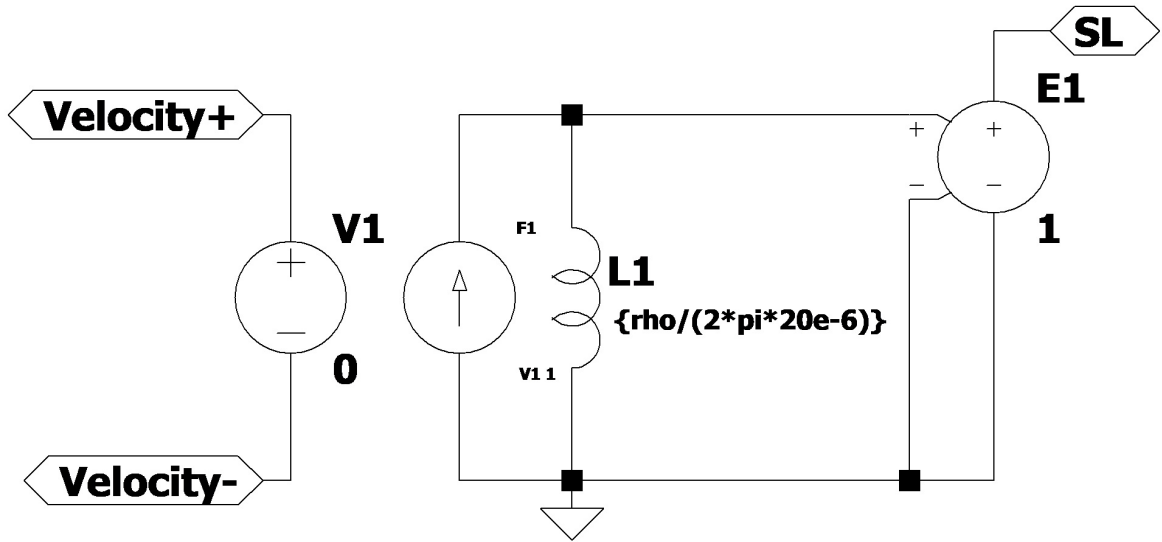 SL
E1
Velocity+
+ +
V1
F1
- -
1
+
L1
{rho/(2*pi*20e-6)}
-
0
V1 1
Velocity-